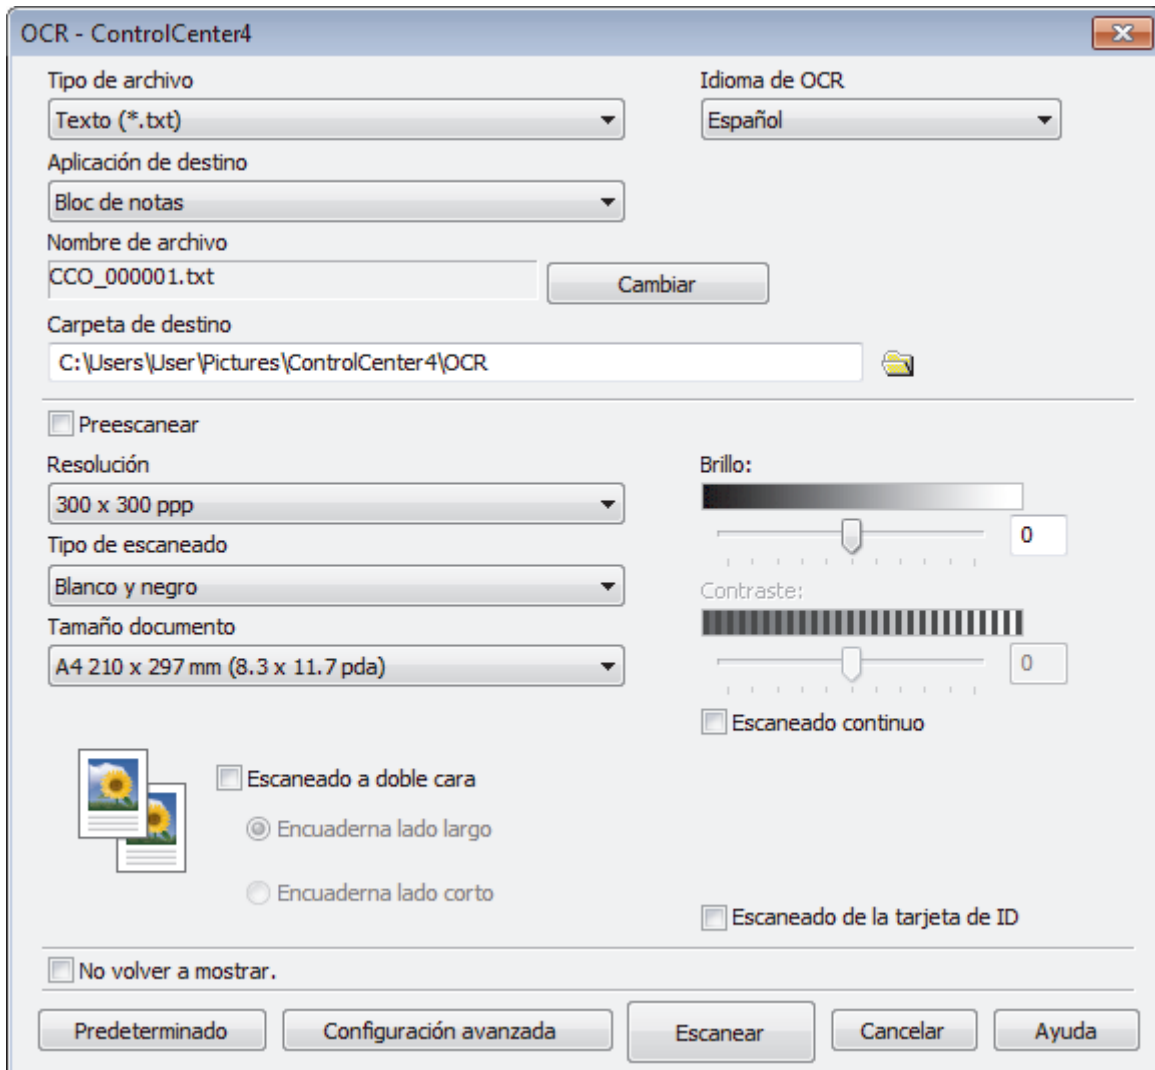 OCR - ControlCenter4
Tipo de archivo
Idioma de OCR
Texto (*.txt)
Español
Aplicación de destino
Bloc de notas
Nombre de archivo
CCO_000001.txt
Cambiar
Carpeta de destino
C:\Users\User\Pictures\ControlCenter4\OCR
Preescanear
Resolución
Brillo:
300 x 300 ppp
0
Tipo de escaneado
Blanco y negro
Contraste:
Tamaño documento
A4 210 x 297 mm (8.3 x 11.7 pda)
0
Escaneado continuo
Escaneado a doble cara
Encuaderna lado largo
Encuaderna lado corto
Escaneado de la tarjeta de ID
No volver a mostrar.
Predeterminado
Configuración avanzada
Escanear
Cancelar
Ayuda